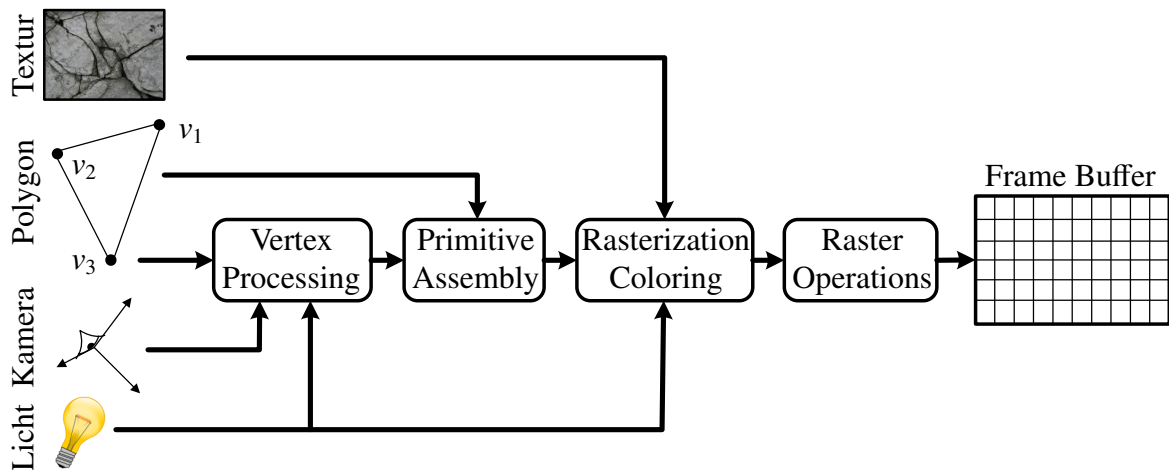 Textur
Polygon
Kamera
Licht
v1
v2
v3
Vertex
Processing
Primitive
Assembly
Rasterization
Coloring
Raster
Operations
Frame Buffer